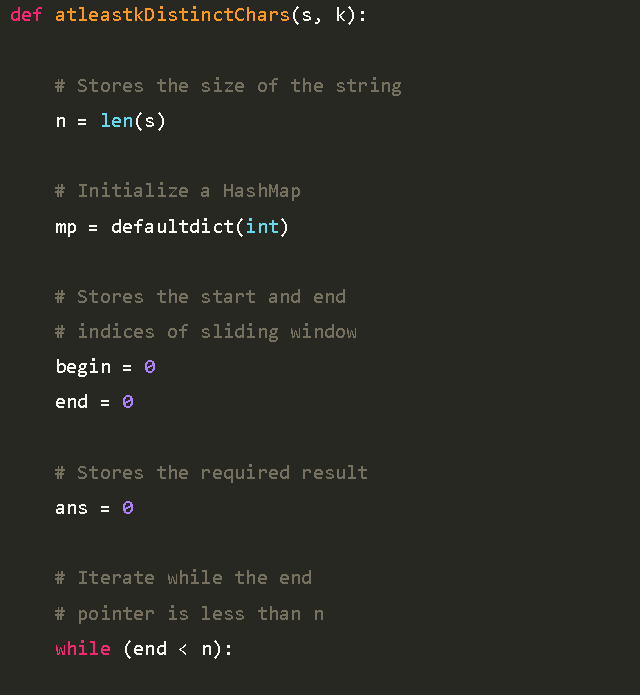 def atleastkDistinctChars(s, k):
# Stores the size of the string
n = len(s)
# Initialize a HashMap
mp = defaultdict(int)
# Stores the start and end
# indices of sliding window
begin = 0
end = 0
# Stores the required result
ans = 0
# Iterate while the end
# pointer is less than n
while (end < n):